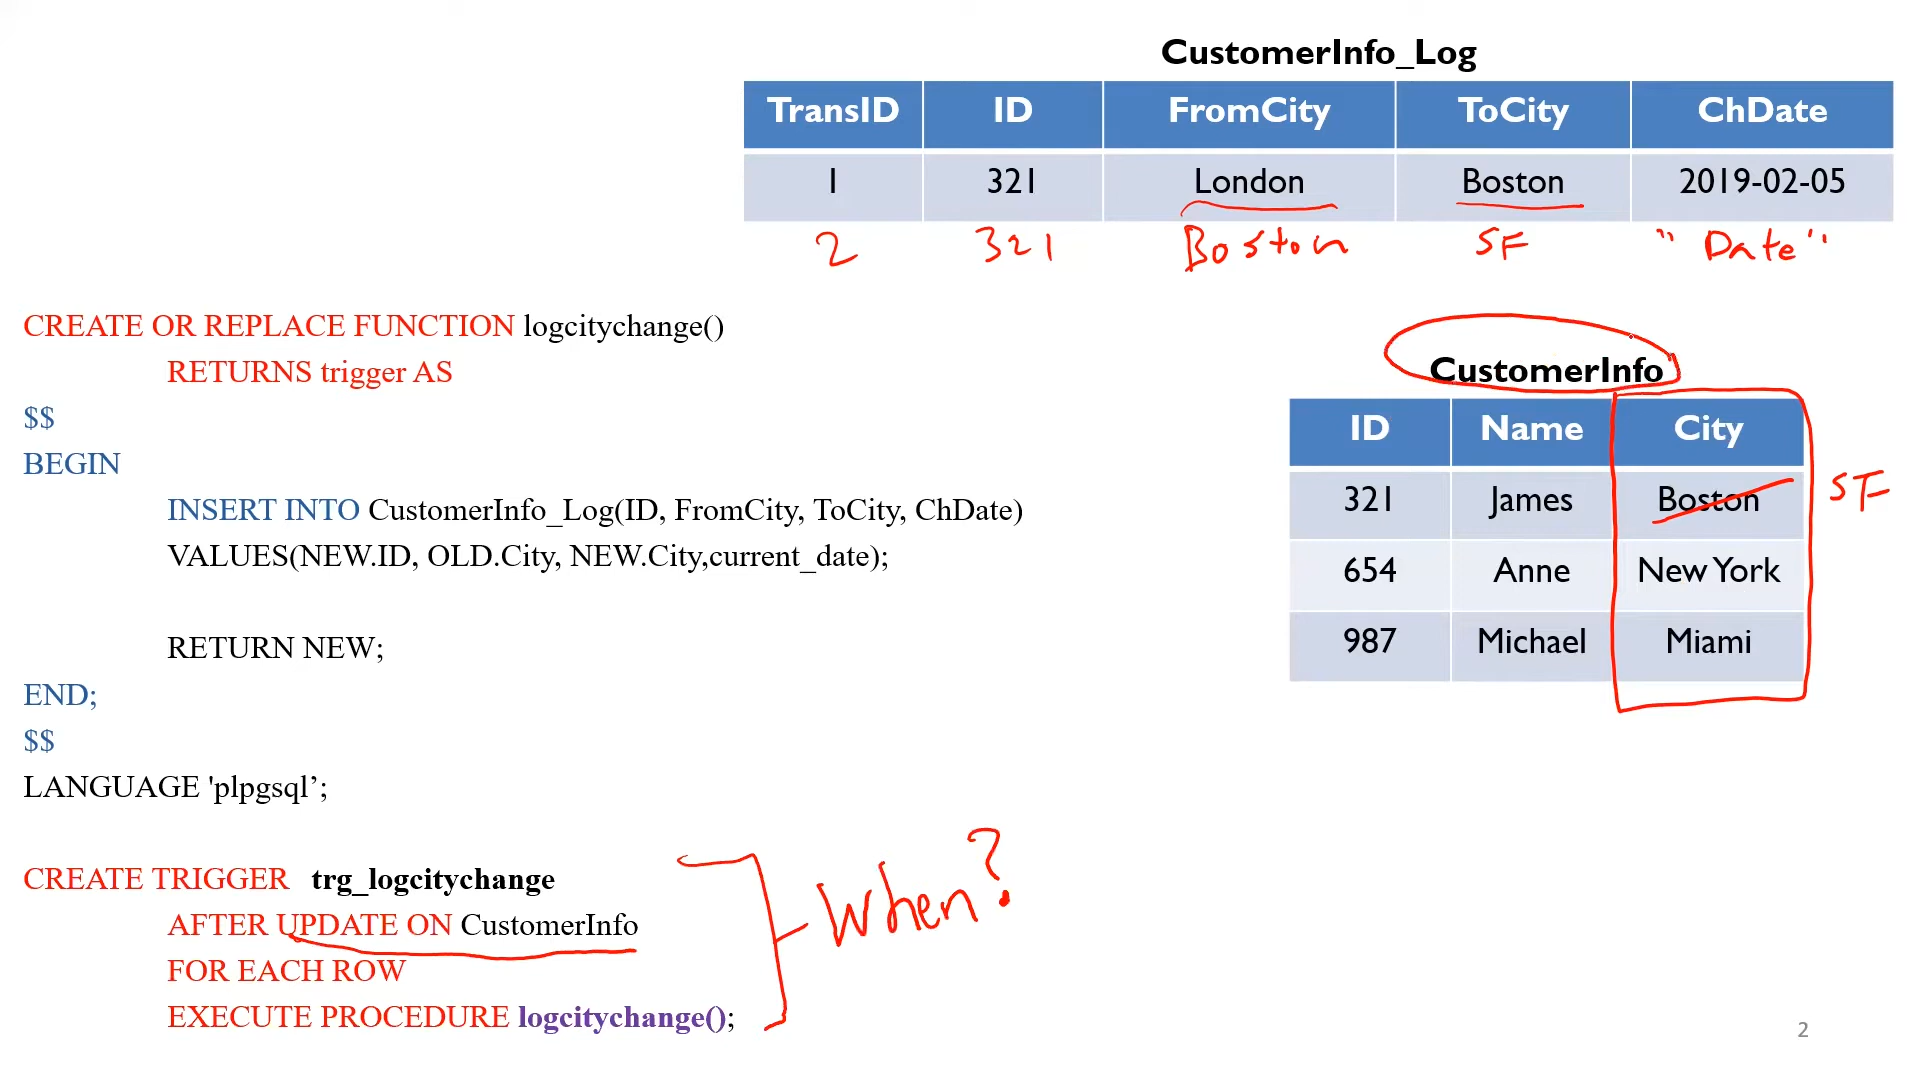 CustomerInfo_Log
TransID ID FromCity ToCity ChDate
1 321 London Boston 2019-02-05
2 321 Boston SF "Date"
CREATE OR REPLACE FUNCTION logcitychange()
RETURNS trigger AS
$$
BEGIN
INSERT INTO CustomerInfo_Log(ID, FromCity, ToCity, ChDate)
VALUES(NEW.ID, OLD.City, NEW.City,current_date);
RETURN NEW;
END;
$$
LANGUAGE 'plpgsql’;
CREATE TRIGGER trg_logcitychange
AFTER UPDATE ON CustomerInfo
FOR EACH ROW
EXECUTE PROCEDURE logcitychange();
When?
CustomerInfo
ID Name City
321 James Boston SF
654 Anne New York
987 Michael Miami
2